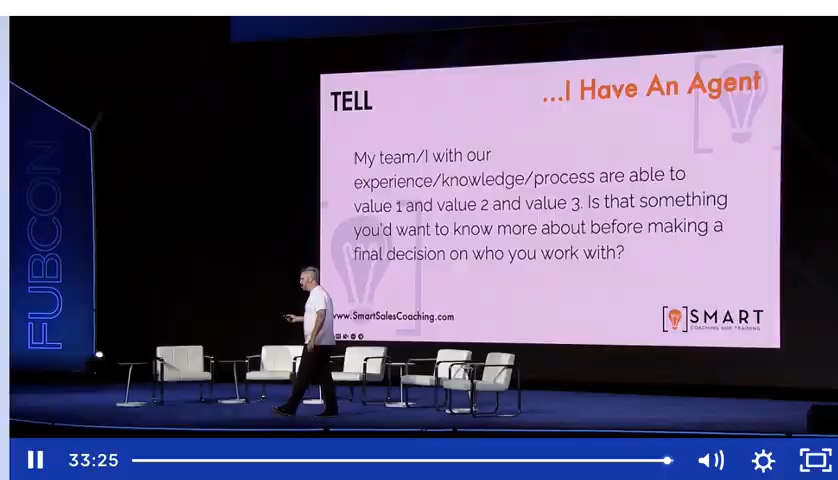 TELL
...I Have An Agent
My team/I with our
experience/knowledge/process are able to
value 1 and value 2 and value 3. Is that something
you'd want to know more about before making a
final decision on who you work with?
www.SmartSalesCoaching.com
[ ]SMART
COACHING AND TRAINING
FUBCON
33:25